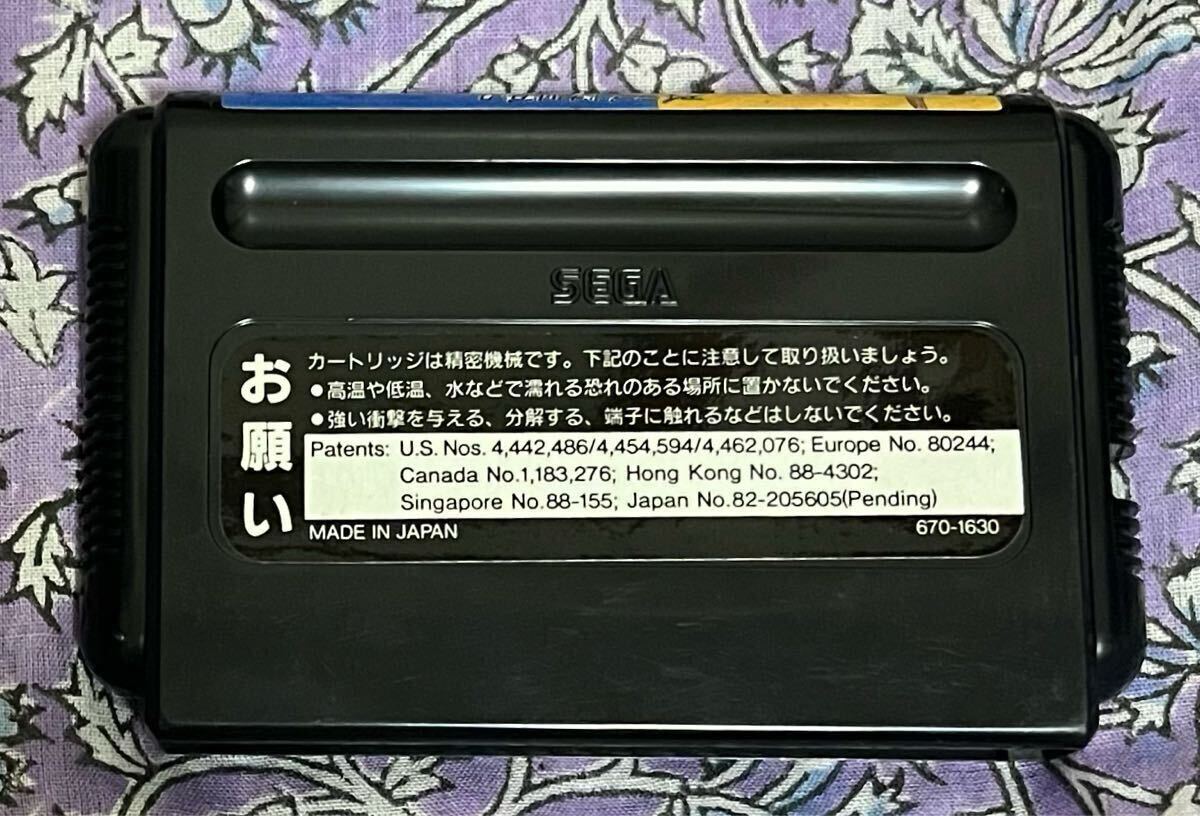 SEGA
お願い
カートリッジは精密機械です。下記のことに注意して取り扱いましょう。
●高温や低温、水などで濡れる恐れのある場所に置かないでください。
●強い衝撃を与える、分解する、端子に触れるなどはしないでください。
Patents: U.S. Nos. 4,442,486/4,454,594/4,462,076; Europe No. 80244;
Canada No.1,183,276; Hong Kong No. 88-4302;
Singapore No.88-155; Japan No.82-205605(Pending)
MADE IN JAPAN 670-1630